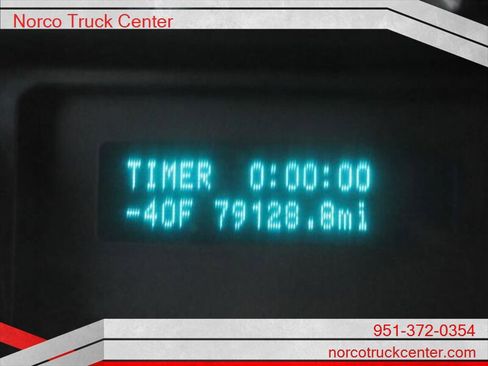 Norco Truck Center
TIMER 0:00:00
-40F 79128.8mi
951-372-0354
norcotruckcenter.com